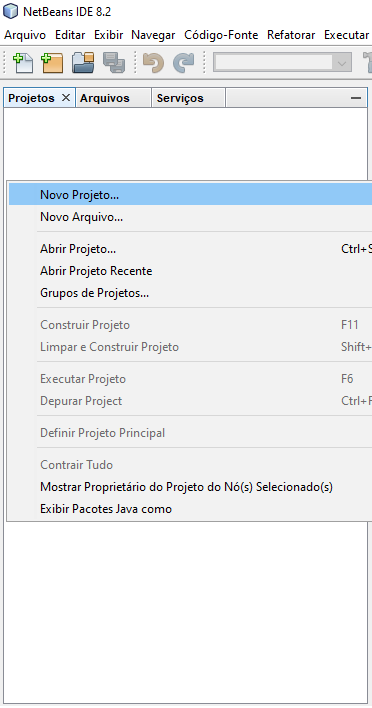 NetBeans IDE 8.2
Arquivo Editar Exibir Navegar Código-Fonte Refatorar Executar
Projetos Arquivos Serviços
Novo Projeto...
Novo Arquivo...
Abrir Projeto... Ctrl+S
Abrir Projeto Recente
Grupos de Projetos...
Construir Projeto F11
Limpar e Construir Projeto Shift+
Executar Projeto F6
Depurar Project Ctrl+F
Definir Projeto Principal
Contrair Tudo
Mostrar Proprietário do Projeto do Nó(s) Selecionado(s)
Exibir Pacotes Java como